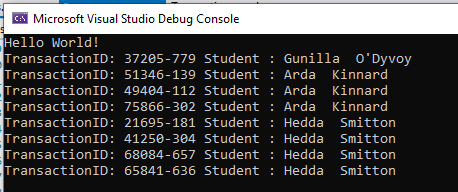 Microsoft Visual Studio Debug Console
Hello World!
TransactionID: 37205-779 Student : Gunilla  O'Dyvoy
TransactionID: 51346-139 Student : Arda  Kinnard
TransactionID: 49404-112 Student : Arda  Kinnard
TransactionID: 75866-302 Student : Arda  Kinnard
TransactionID: 21695-181 Student : Hedda  Smitton
TransactionID: 41250-304 Student : Hedda  Smitton
TransactionID: 68084-657 Student : Hedda  Smitton
TransactionID: 65841-636 Student : Hedda  Smitton